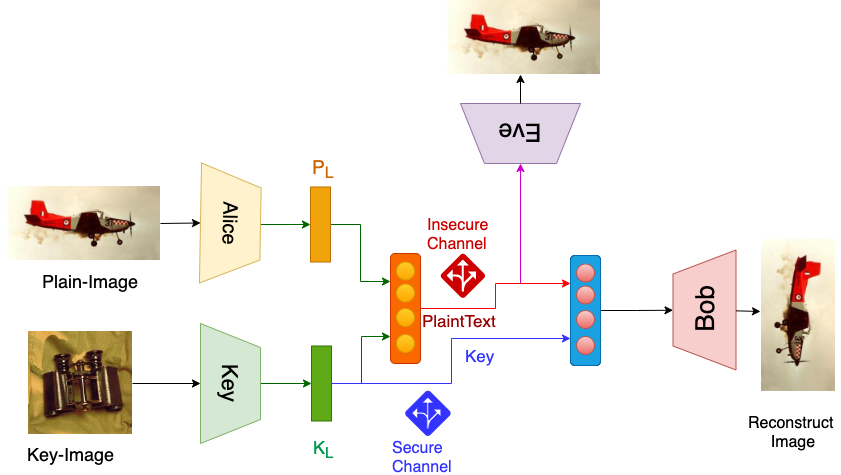 Eve
P_L
Alice
Insecure
Channel
Plain-Image
PlaintText
Bob
Key
Key
K_L
Secure
Channel
Key-Image
Reconstruct
Image